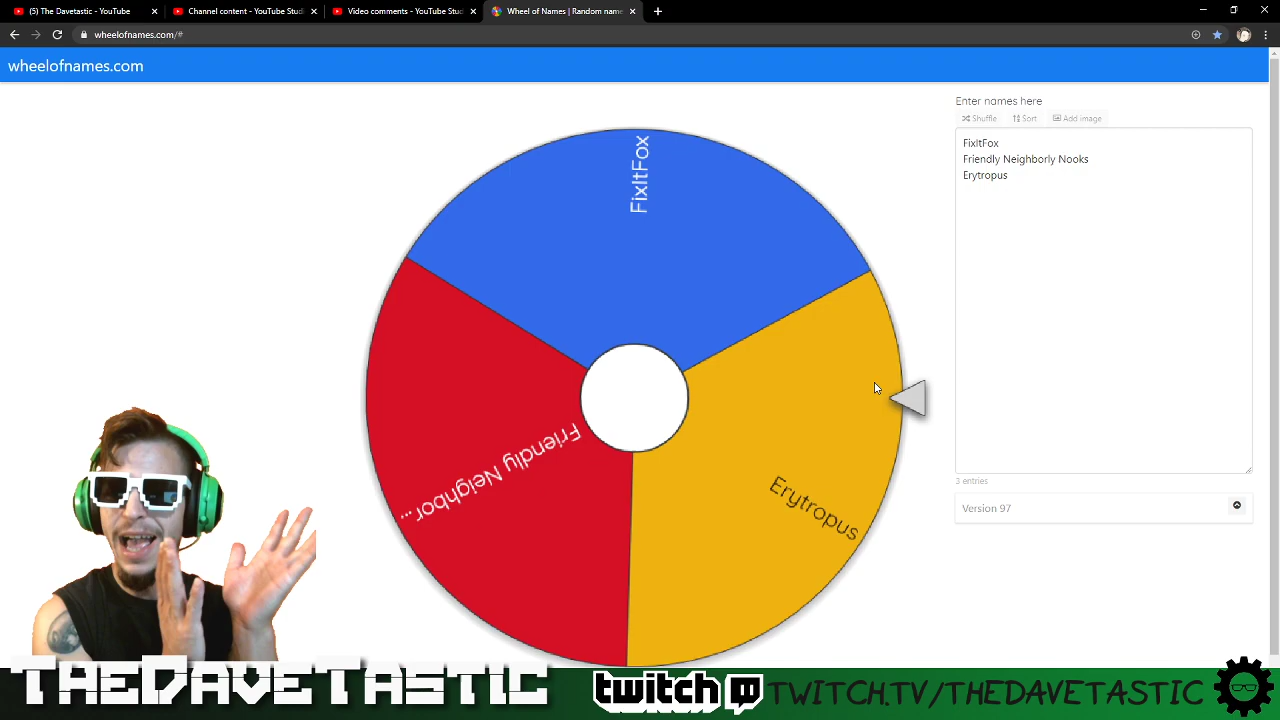 (5) The Davetastic - YouTube
Channel content - YouTube Stud
Video comments - YouTube Stud
Wheel of Names | Random name
wheelofnames.com/#
wheelofnames.com
Enter names here
Shuffle
Sort
Add image
FixItFox
Friendly Neighborly Nooks
Erytropus
3 entries
Version 97
FixItFox
Friendly Neighbor...
Erytropus
THEDAVETASTIC
twitch
TWITCH.TV/THEDAVETASTIC